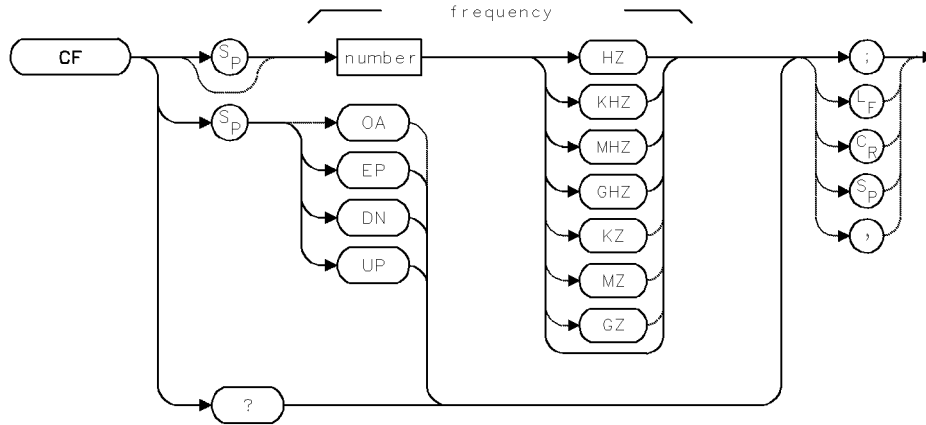 frequency
CF
SP
number
HZ
;
KHZ
LF
SP
OA
MHZ
CR
EP
GHZ
SP
DN
KZ
,
UP
MZ
GZ
?